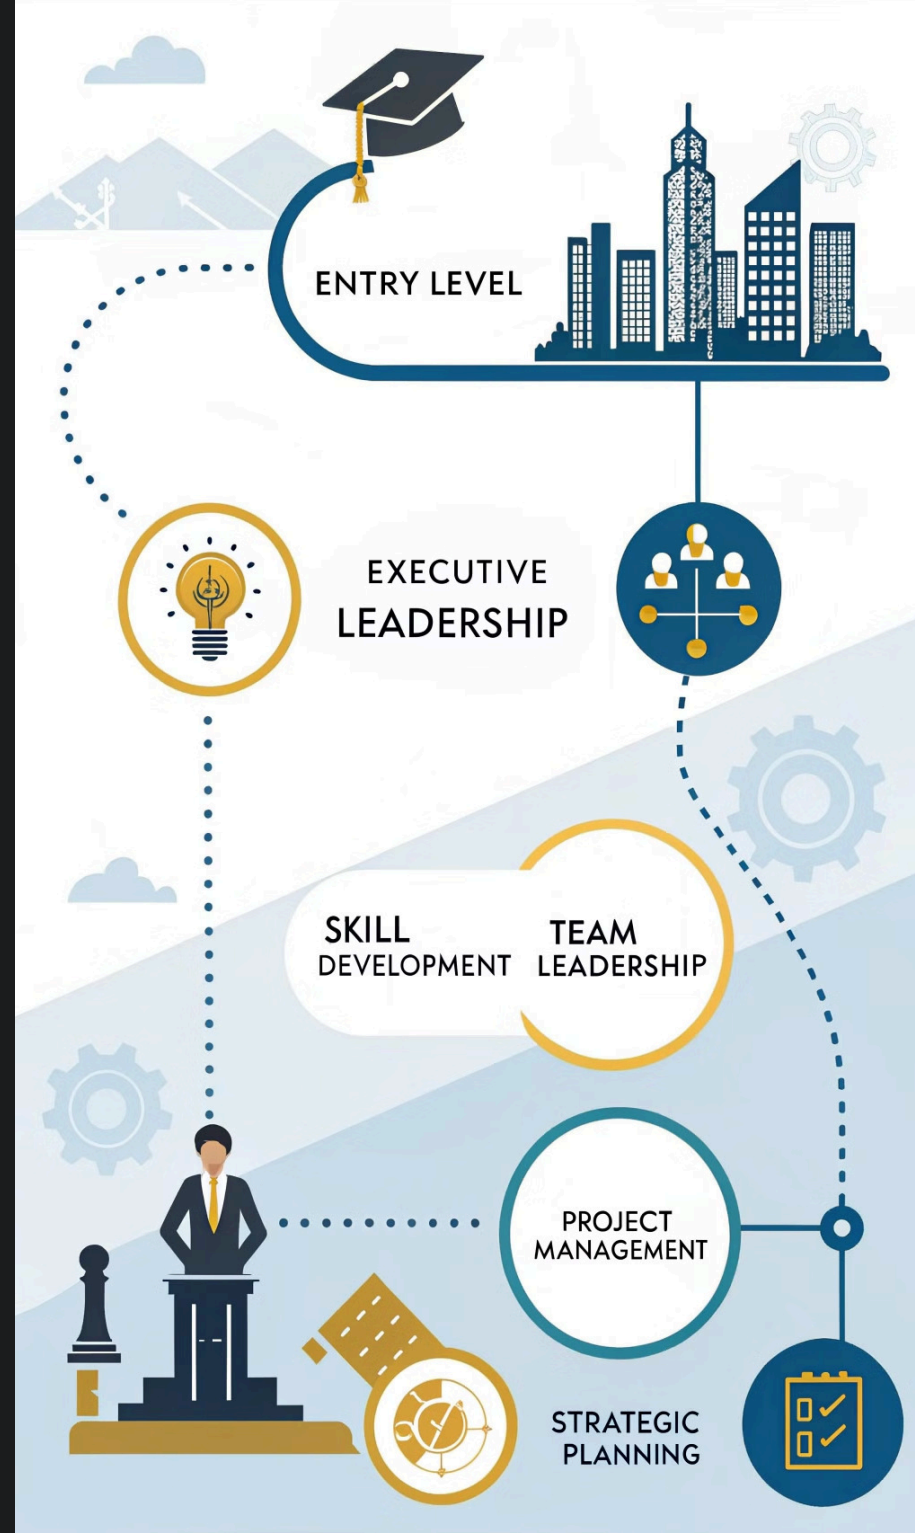 ENTRY LEVEL
EXECUTIVE
LEADERSHIP
SKILL
DEVELOPMENT
TEAM
LEADERSHIP
PROJECT
MANAGEMENT
STRATEGIC
PLANNING